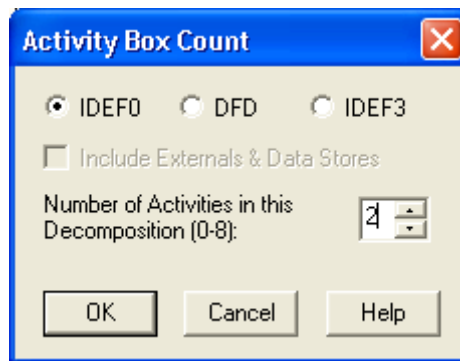 Activity Box Count
IDEF0 DFD IDEF3
Include Externals & Data Stores
Number of Activities in this
Decomposition (0-8):
2
OK Cancel Help